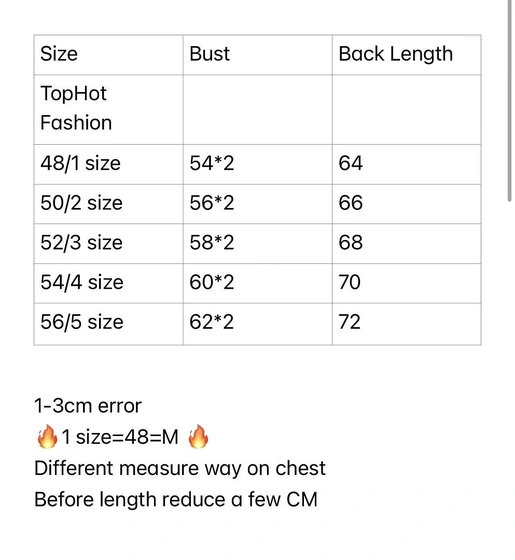 Size Bust Back Length
TopHot
Fashion
48/1 size 54*2 64
50/2 size 56*2 66
52/3 size 58*2 68
54/4 size 60*2 70
56/5 size 62*2 72
1-3cm error
🔥1 size=48=M 🔥
Different measure way on chest
Before length reduce a few CM